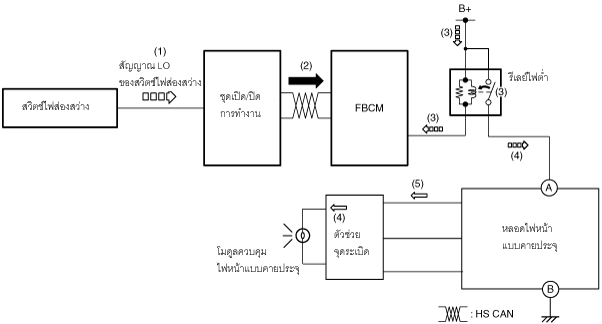 B+
(3)
(1)
สัญญาณ LO
ของสวิตช์ไฟส่องสว่าง
(2)
รีเลย์ไฟต่ำ
(3)
สวิตช์ไฟส่องสว่าง
ชุดเปิด/ปิด
การทำงาน
FBCM
(3)
(4)
(5)
A
(4)
ตัวช่วย
จุดระเบิด
หลอดไฟหน้า
แบบคายประจุ
โมดูลควบคุม
ไฟหน้าแบบคายประจุ
B
: HS CAN